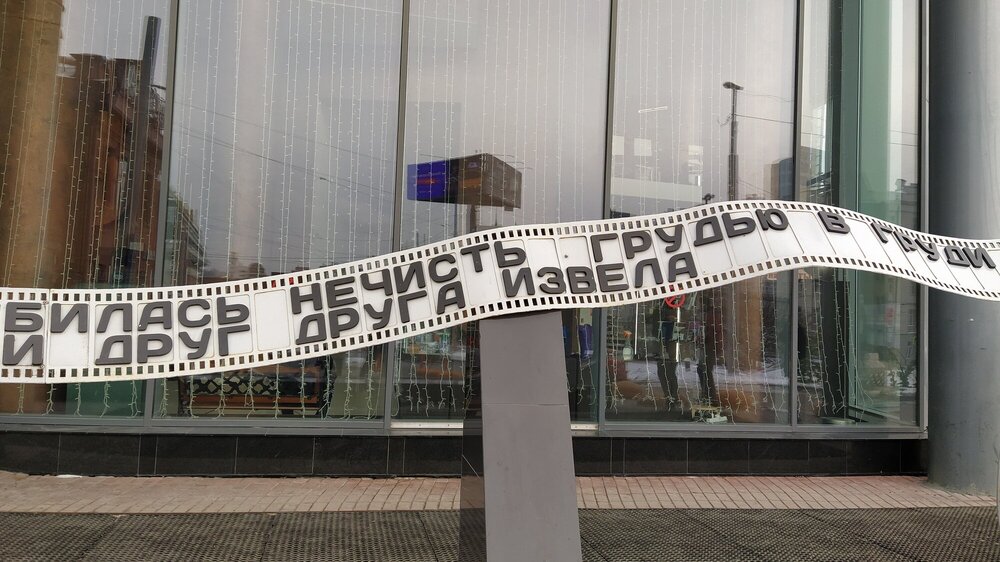 БИЛАСЬ НЕЧИСТЬ ГРУДЬЮ В ГРУДИ
И ДРУГ ДРУГА ИЗВЕЛА